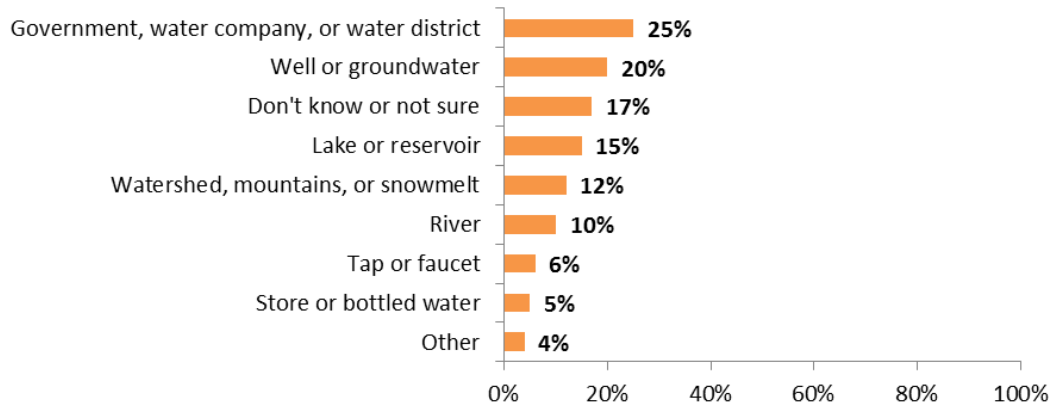 Government, water company, or water district 25%
Well or groundwater 20%
Don't know or not sure 17%
Lake or reservoir 15%
Watershed, mountains, or snowmelt 12%
River 10%
Tap or faucet 6%
Store or bottled water 5%
Other 4%
0% 20% 40% 60% 80% 100%